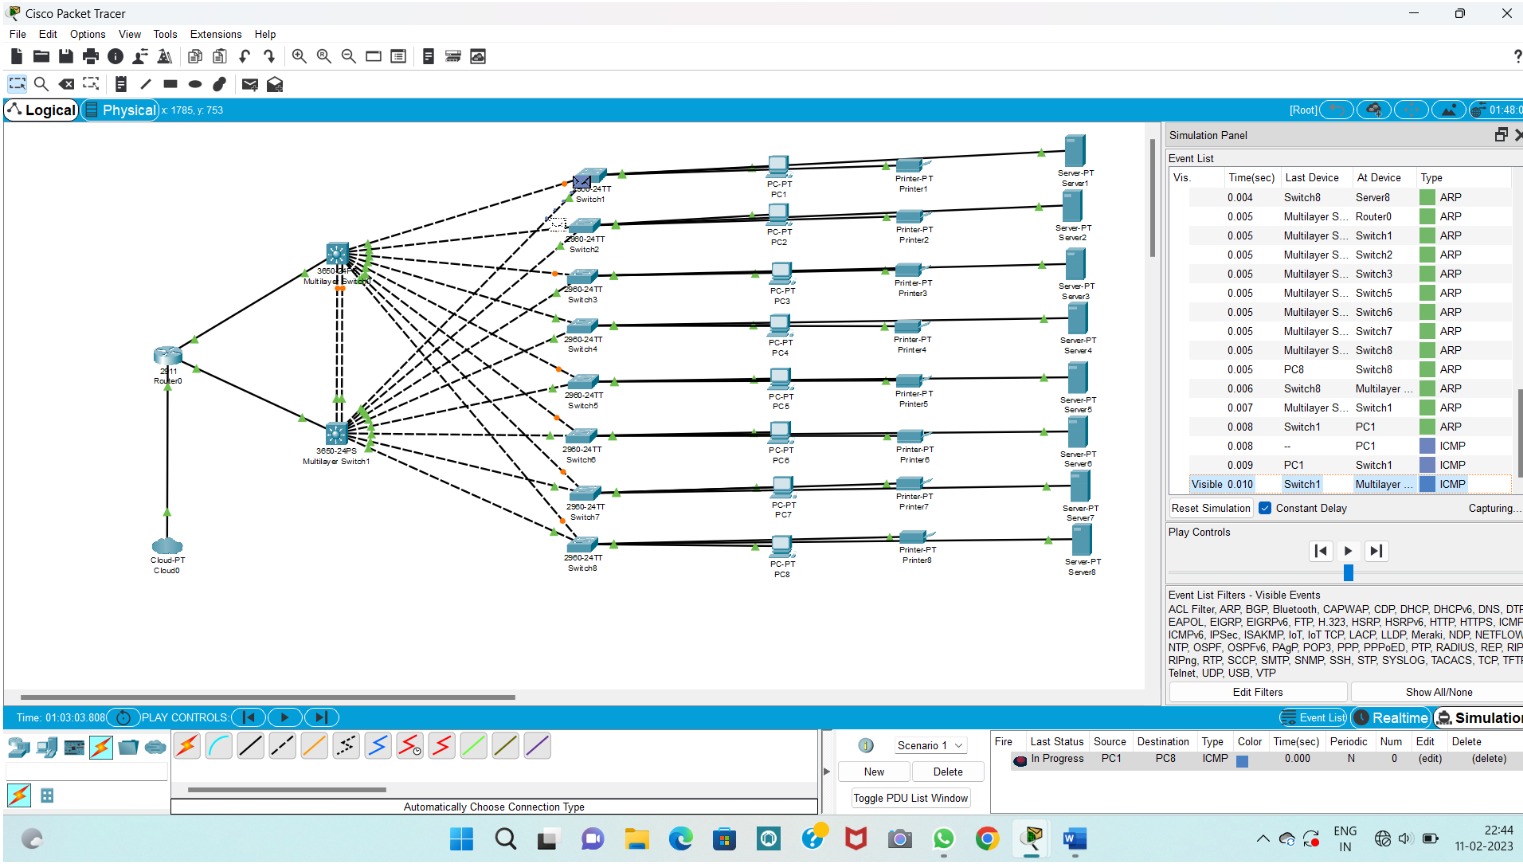 Cisco Packet Tracer
File Edit Options View Tools Extensions Help
?
Logical Physical x: 1785, y: 753
[Root] 01:48:0
2960-24TT
Switch1
2960-24TT
Switch2
2960-24TT
Switch3
2960-24TT
Switch4
2960-24TT
Switch5
2960-24TT
Switch6
2960-24TT
Switch7
2960-24TT
Switch8
PC-PT
PC1
PC-PT
PC2
PC-PT
PC3
PC-PT
PC4
PC-PT
PC5
PC-PT
PC6
PC-PT
PC7
PC-PT
PC8
Printer-PT
Printer1
Printer-PT
Printer2
Printer-PT
Printer3
Printer-PT
Printer4
Printer-PT
Printer5
Printer-PT
Printer6
Printer-PT
Printer7
Printer-PT
Printer8
Server-PT
Server1
Server-PT
Server2
Server-PT
Server3
Server-PT
Server4
Server-PT
Server5
Server-PT
Server6
Server-PT
Server7
Server-PT
Server8
Multilayer
3650-24PS
Multilayer Switch1
2911
Router0
Cloud-PT
Cloud0
Simulation Panel
Event List
Vis. Time(sec) Last Device At Device Type
0.004 Switch8 Server8 ARP
0.005 Multilayer S... Router0 ARP
0.005 Multilayer S... Switch1 ARP
0.005 Multilayer S... Switch2 ARP
0.005 Multilayer S... Switch3 ARP
0.005 Multilayer S... Switch5 ARP
0.005 Multilayer S... Switch6 ARP
0.005 Multilayer S... Switch7 ARP
0.005 Multilayer S... Switch8 ARP
0.005 PC8 Switch8 ARP
0.006 Switch8 Multilayer ... ARP
0.007 Multilayer S... Switch1 ARP
0.008 Switch1 PC1 ARP
0.008 -- PC1 ICMP
0.009 PC1 Switch1 ICMP
Visible 0.010 Switch1 Multilayer ... ICMP
Reset Simulation Constant Delay Capturing...
Play Controls
Event List Filters - Visible Events
ACL Filter, ARP, BGP, Bluetooth, CAPWAP, CDP, DHCP, DHCPv6, DNS, DTP
EAPOL, EIGRP, EIGRPv6, FTP, H.323, HSRP, HSRPv6, HTTP, HTTPS, ICMP
ICMPv6, IPSec, ISAKMP, IoT, IoT TCP, LACP, LLDP, Meraki, NDP, NETFLOW
NTP, OSPF, OSPFv6, PAgP, POP3, PPP, PPPoED, PTP, RADIUS, REP, RIP
RIPng, RTP, SCCP, SMTP, SNMP, SSH, STP, SYSLOG, TACACS, TCP, TFT
Telnet, UDP, USB, VTP
Edit Filters Show All/None
Time: 01:03:03.808 PLAY CONTROLS: Event List Realtime Simulation
Scenario 1
New Delete
Toggle PDU List Window
Fire Last Status Source Destination Type Color Time(sec) Periodic Num Edit Delete
In Progress PC1 PC8 ICMP 0.000 N 0 (edit) (delete)
Automatically Choose Connection Type
ENG
IN
22:44
11-02-2023